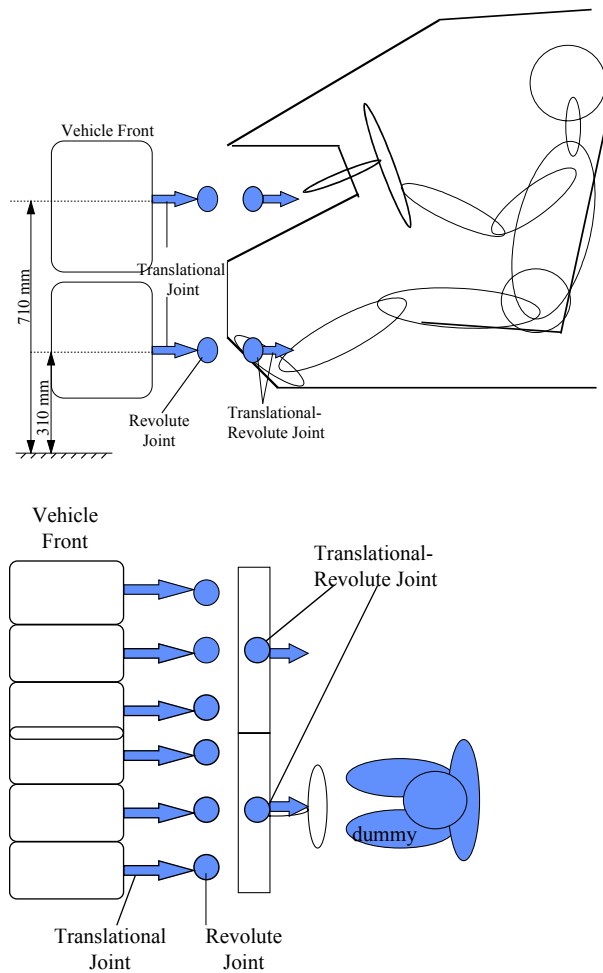 Vehicle Front
Translational
Joint
710 mm
310 mm
Revolute
Joint
Translational-
Revolute Joint
Vehicle
Front
Translational-
Revolute Joint
dummy
Translational
Joint
Revolute
Joint